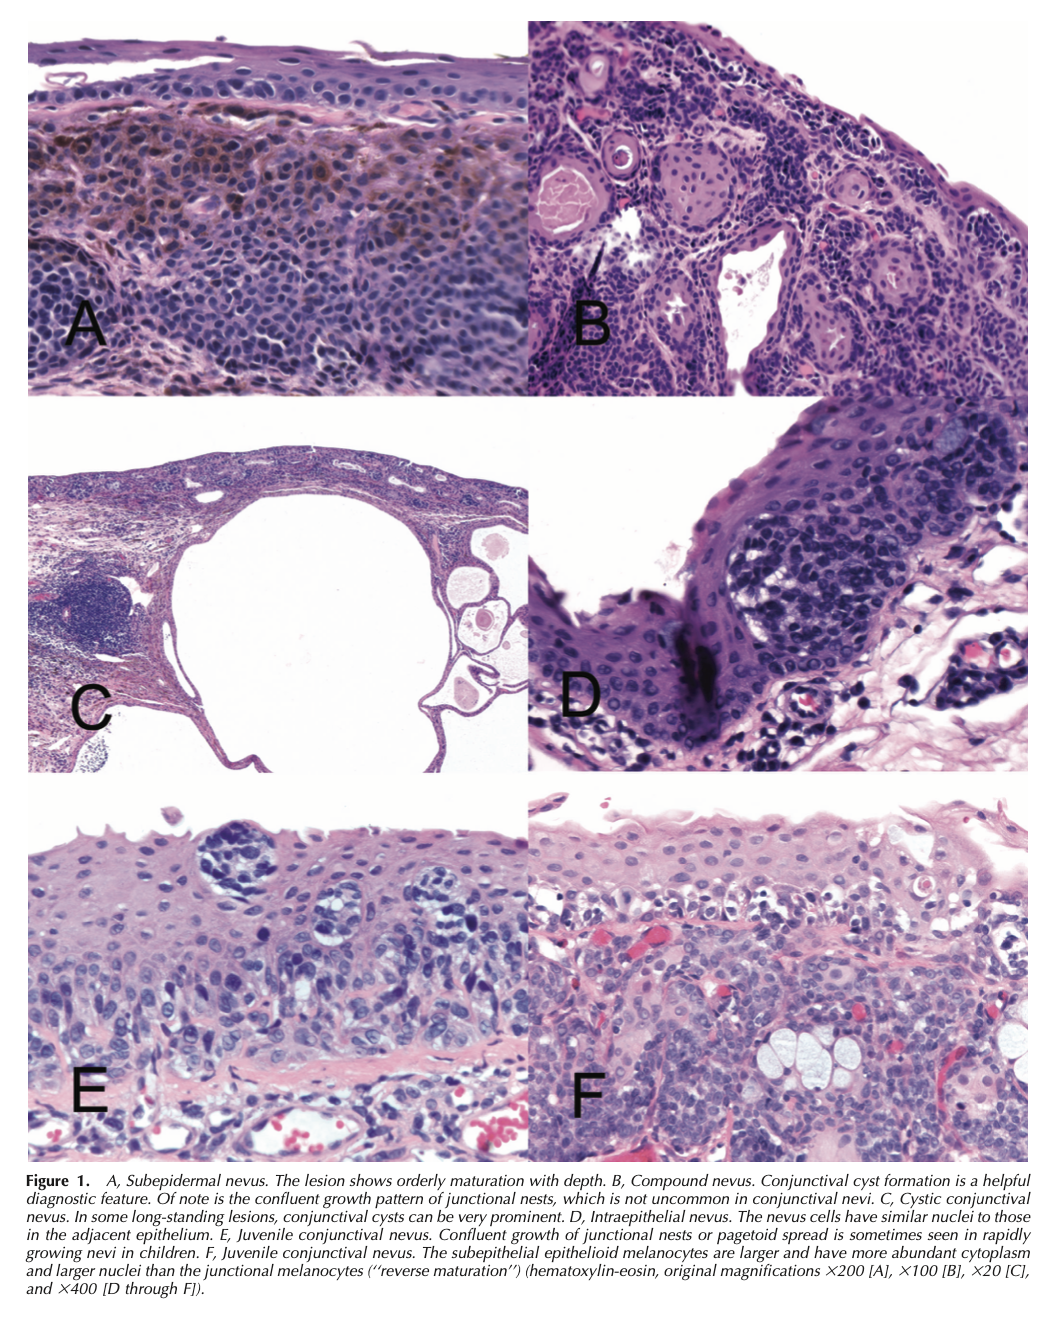 A
B
C
D
E
F
Figure 1. A, Subepidermal nevus. The lesion shows orderly maturation with depth. B, Compound nevus. Conjunctival cyst formation is a helpful
diagnostic feature. Of note is the confluent growth pattern of junctional nests, which is not uncommon in conjunctival nevi. C, Cystic conjunctival
nevus. In some long-standing lesions, conjunctival cysts can be very prominent. D, Intraepithelial nevus. The nevus cells have similar nuclei to those
in the adjacent epithelium. E, Juvenile conjunctival nevus. Confluent growth of junctional nests or pagetoid spread is sometimes seen in rapidly
growing nevi in children. F, Juvenile conjunctival nevus. The subepithelial epithelioid melanocytes are larger and have more abundant cytoplasm
and larger nuclei than the junctional melanocytes (‘‘reverse maturation’’) (hematoxylin-eosin, original magnifications ×200 [A], ×100 [B], ×20 [C],
and ×400 [D through F]).